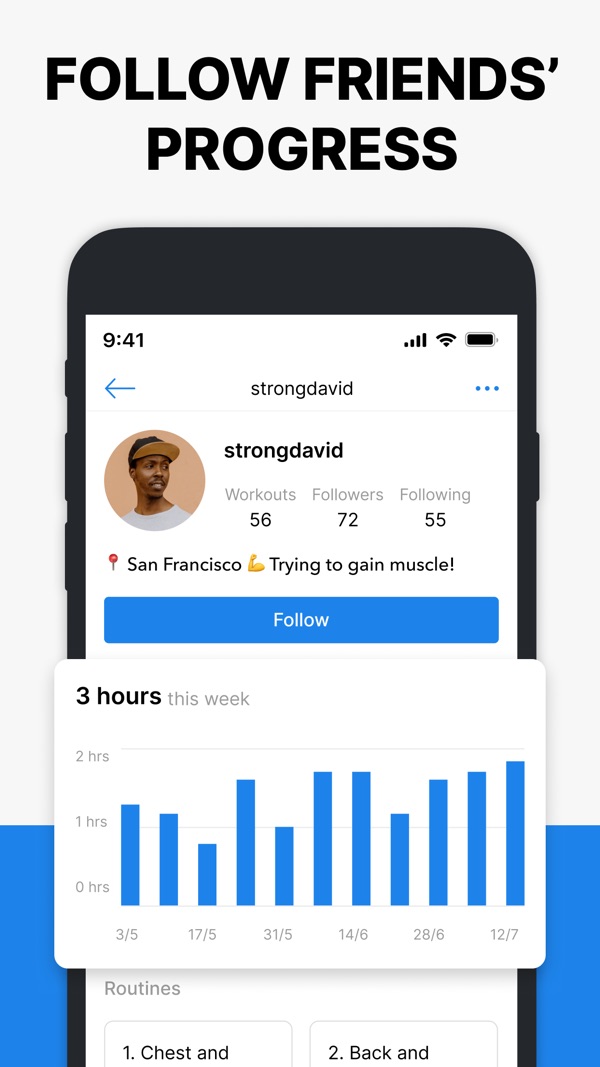 FOLLOW FRIENDS’
PROGRESS
9:41
strongdavid
strongdavid
Workouts Followers Following
56 72 55
📍 San Francisco 💪 Trying to gain muscle!
Follow
3 hours this week
2 hrs
1 hrs
0 hrs
3/5 17/5 31/5 14/6 28/6 12/7
Routines
1. Chest and 2. Back and